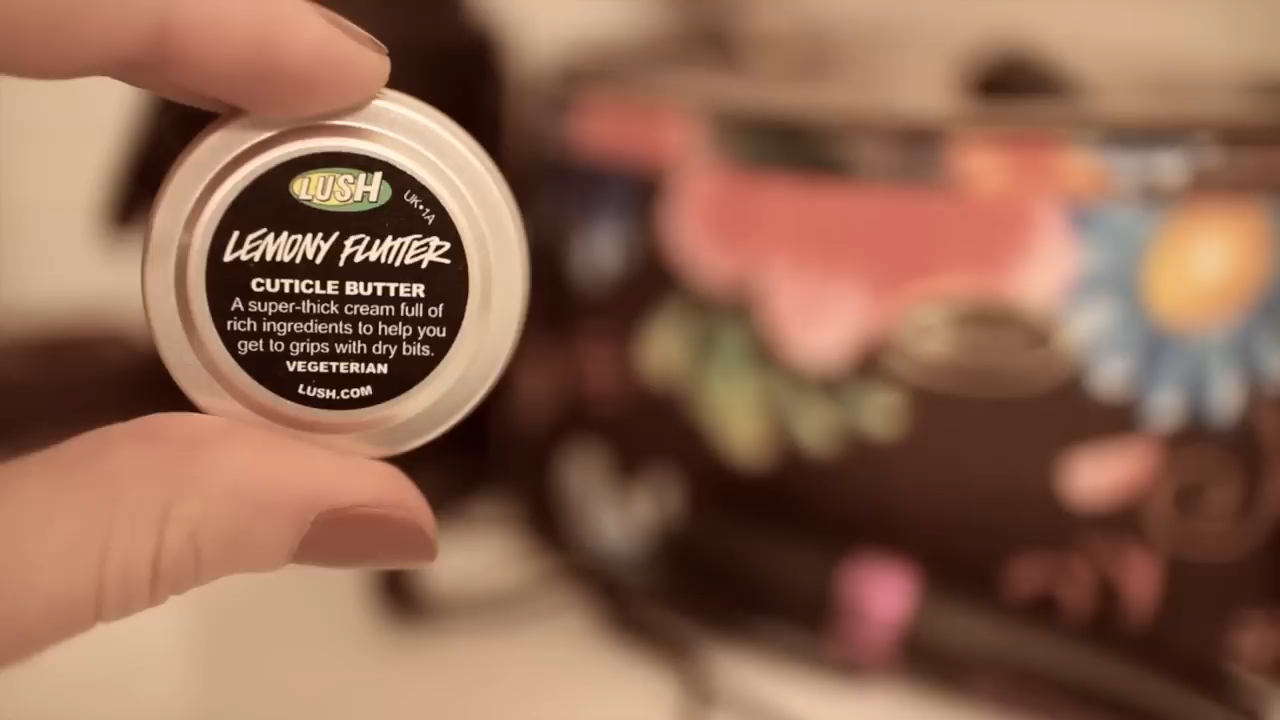 LUSH
UK•1A
LEMONY FLUTTER
CUTICLE BUTTER
A super-thick cream full of
rich ingredients to help you
get to grips with dry bits.
VEGETERIAN
LUSH.COM